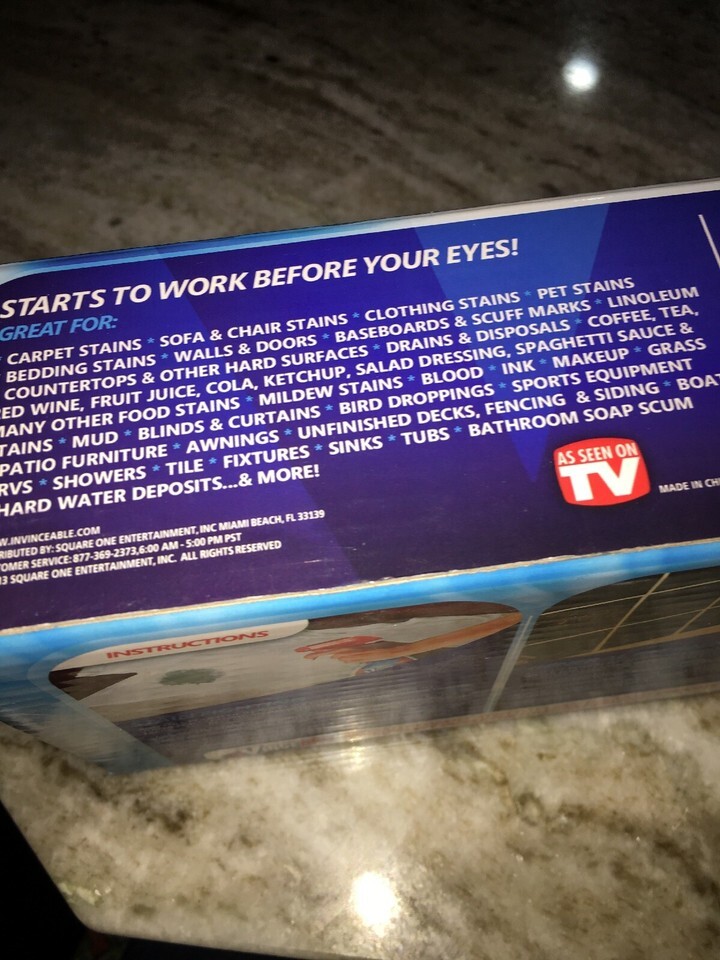 STARTS TO WORK BEFORE YOUR EYES!
GREAT FOR:
* CARPET STAINS * SOFA & CHAIR STAINS * CLOTHING STAINS * PET STAINS
BEDDING STAINS * WALLS & DOORS * BASEBOARDS & SCUFF MARKS * LINOLEUM
COUNTERTOPS & OTHER HARD SURFACES * DRAINS & DISPOSALS * COFFEE, TEA,
RED WINE, FRUIT JUICE, COLA, KETCHUP, SALAD DRESSING, SPAGHETTI SAUCE &
MANY OTHER FOOD STAINS * MILDEW STAINS * BLOOD * INK * MAKEUP * GRASS
TAINS * MUD * BLINDS & CURTAINS * BIRD DROPPINGS * SPORTS EQUIPMENT
PATIO FURNITURE * AWNINGS * UNFINISHED DECKS, FENCING & SIDING * BOAT
RVS * SHOWERS * TILE * FIXTURES * SINKS * TUBS * BATHROOM SOAP SCUM
HARD WATER DEPOSITS...& MORE!
AS SEEN ON
TV
MADE IN CH
W.INVINCEABLE.COM
RIBUTED BY: SQUARE ONE ENTERTAINMENT, INC MIAMI BEACH, FL 33139
TOMER SERVICE: 877-369-2373, 6:00 AM - 5:00 PM PST
13 SQUARE ONE ENTERTAINMENT, INC. ALL RIGHTS RESERVED
INSTRUCTIONS